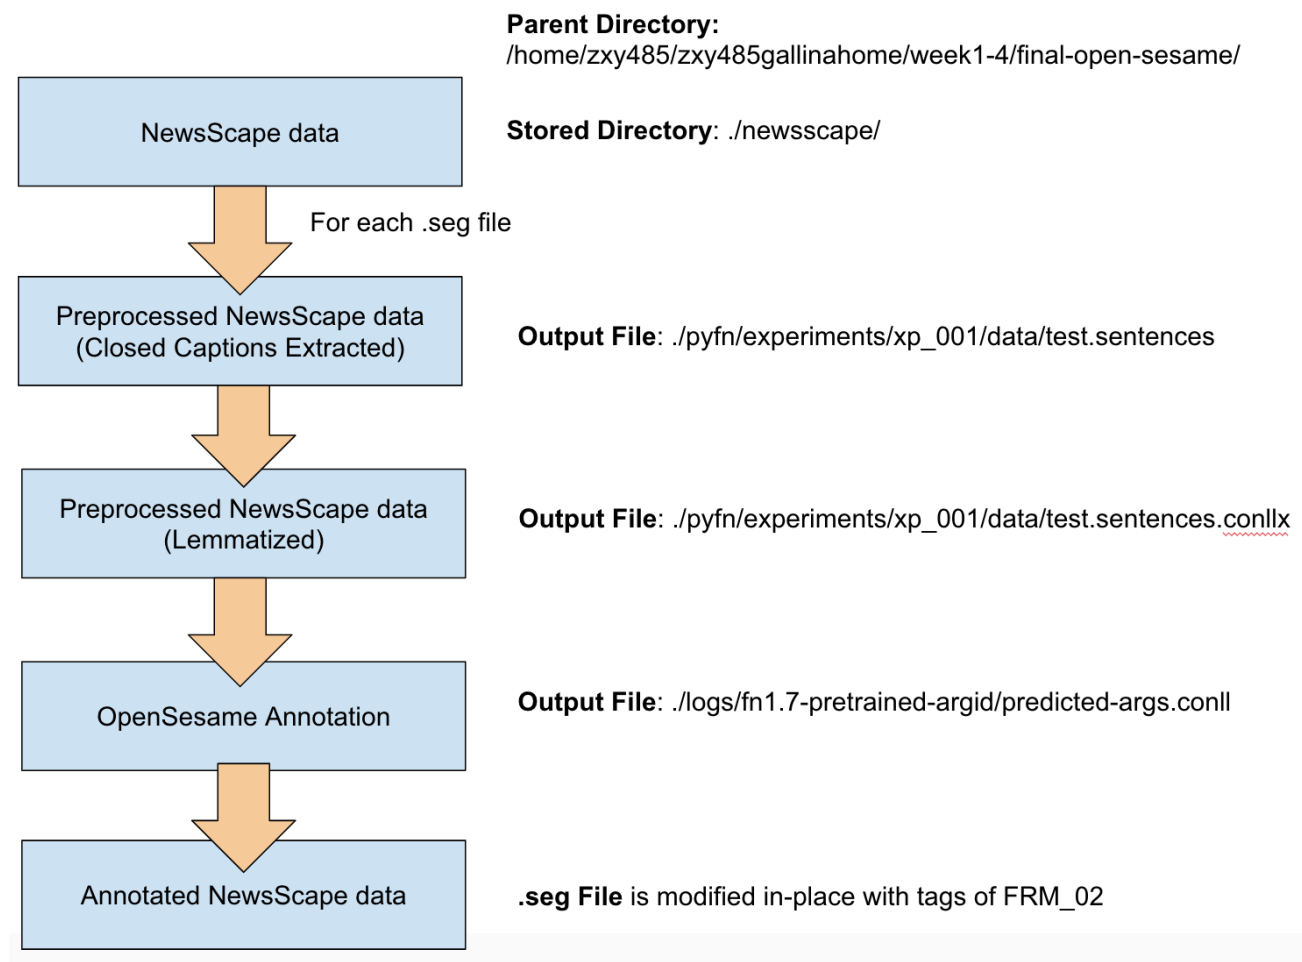 Parent Directory:
/home/zxy485/zxy485gallinahome/week1-4/final-open-sesame/
NewsScape data
Stored Directory: ./newsscape/
For each .seg file
Preprocessed NewsScape data
(Closed Captions Extracted)
Output File: ./pyfn/experiments/xp_001/data/test.sentences
Preprocessed NewsScape data
(Lemmatized)
Output File: ./pyfn/experiments/xp_001/data/test.sentences.conllx
OpenSesame Annotation
Output File: ./logs/fn1.7-pretrained-argid/predicted-args.conll
Annotated NewsScape data
.seg File is modified in-place with tags of FRM_02